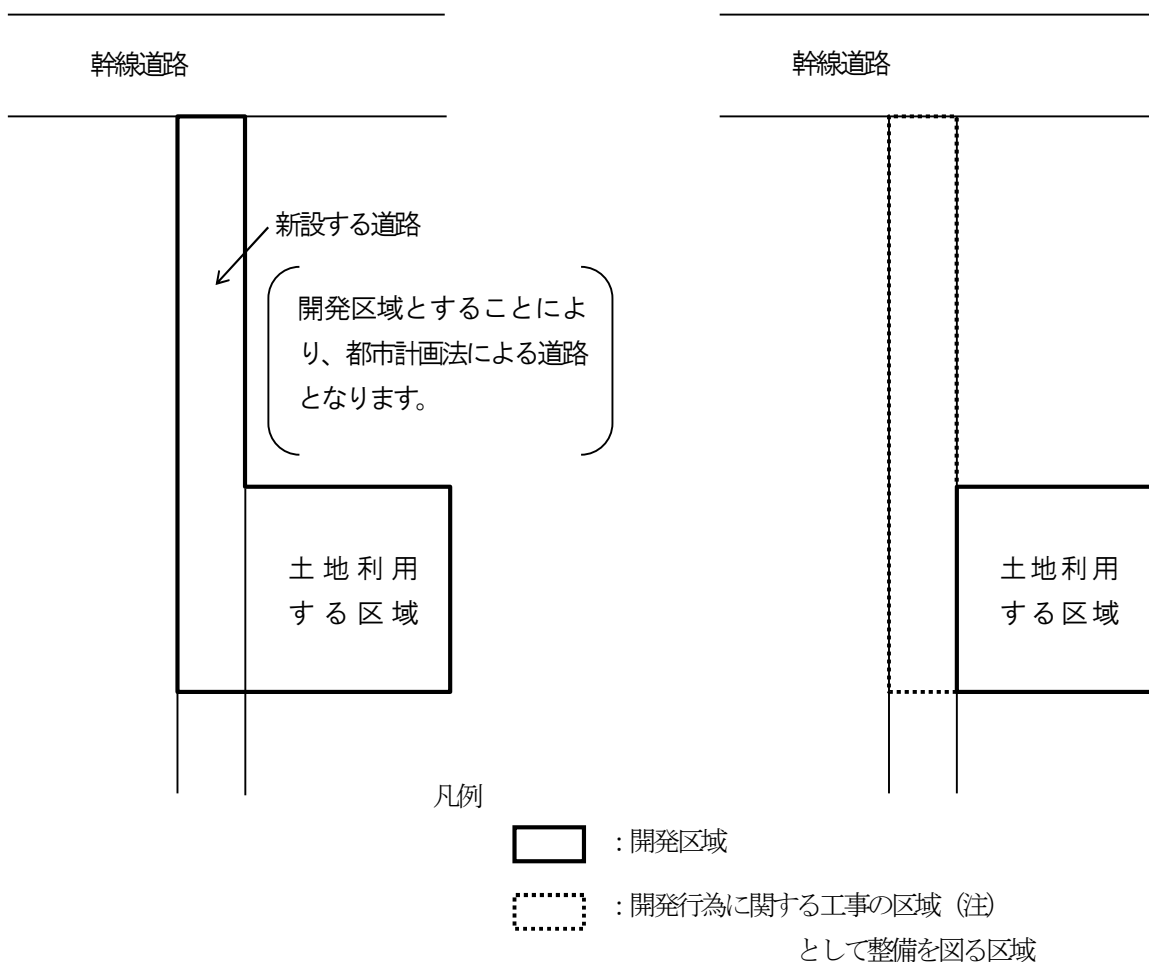 幹線道路
幹線道路
新設する道路
開発区域とすることによ
り、都市計画法による道路
となります。
土地利用
する区域
土地利用
する区域
凡例
：開発区域
：開発行為に関する工事の区域（注）
として整備を図る区域